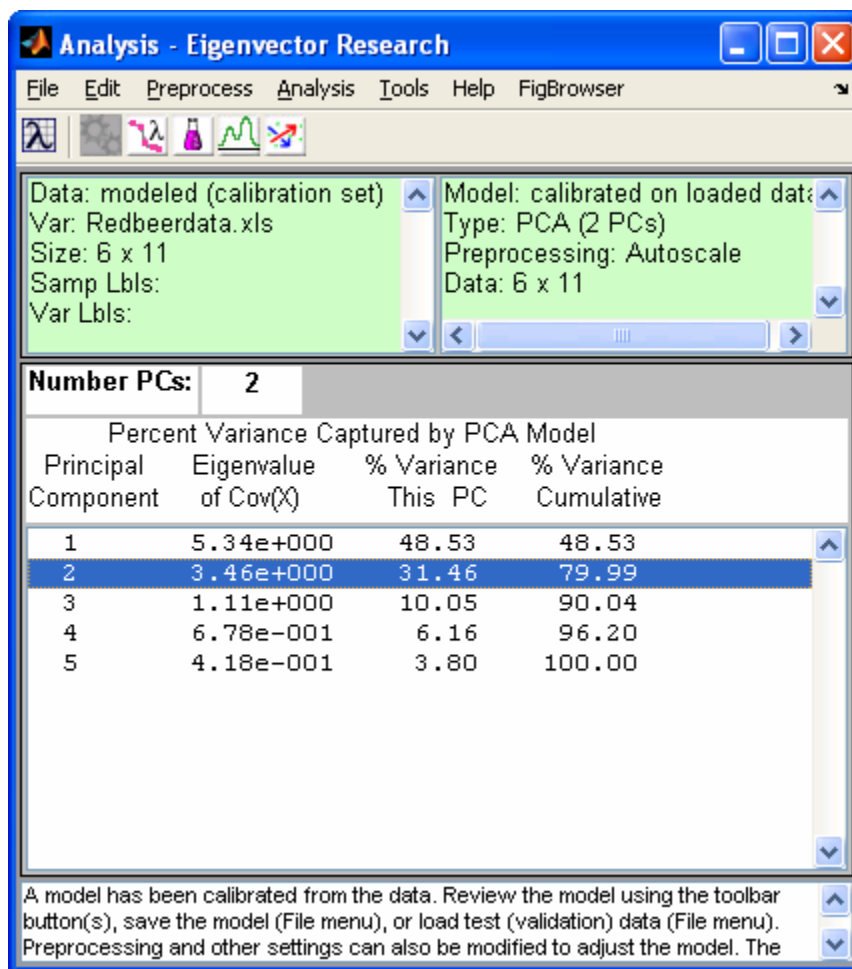 Analysis - Eigenvector Research
File Edit Preprocess Analysis Tools Help FigBrowser
Data: modeled (calibration set)
Var: Redbeerdata.xls
Size: 6 x 11
Samp Lbls:
Var Lbls:
Model: calibrated on loaded data
Type: PCA (2 PCs)
Preprocessing: Autoscale
Data: 6 x 11
Number PCs: 2
Percent Variance Captured by PCA Model
Principal Eigenvalue % Variance % Variance
Component of Cov(X) This PC Cumulative
1 5.34e+000 48.53 48.53
2 3.46e+000 31.46 79.99
3 1.11e+000 10.05 90.04
4 6.78e-001 6.16 96.20
5 4.18e-001 3.80 100.00
A model has been calibrated from the data. Review the model using the toolbar
button(s), save the model (File menu), or load test (validation) data (File menu).
Preprocessing and other settings can also be modified to adjust the model. The